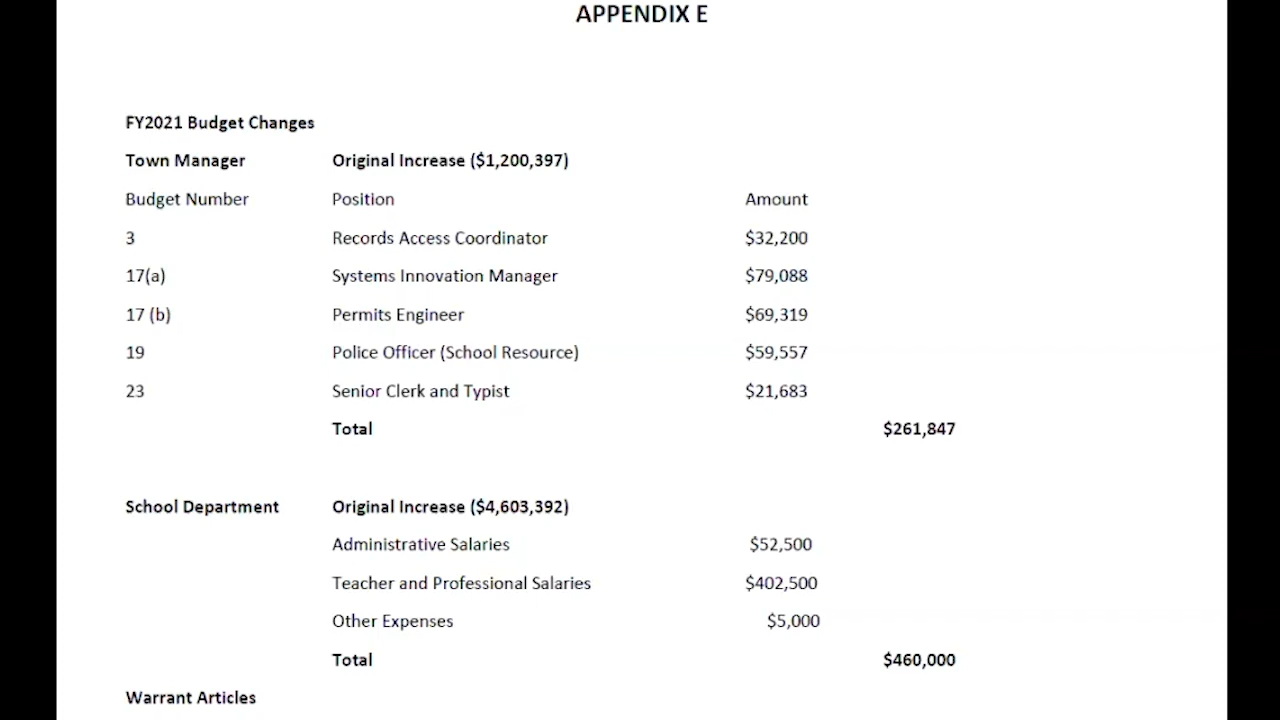 APPENDIX E
FY2021 Budget Changes
Town Manager Original Increase ($1,200,397)
Budget Number Position Amount
3 Records Access Coordinator $32,200
17(a) Systems Innovation Manager $79,088
17 (b) Permits Engineer $69,319
19 Police Officer (School Resource) $59,557
23 Senior Clerk and Typist $21,683
Total $261,847
School Department Original Increase ($4,603,392)
Administrative Salaries $52,500
Teacher and Professional Salaries $402,500
Other Expenses $5,000
Total $460,000
Warrant Articles